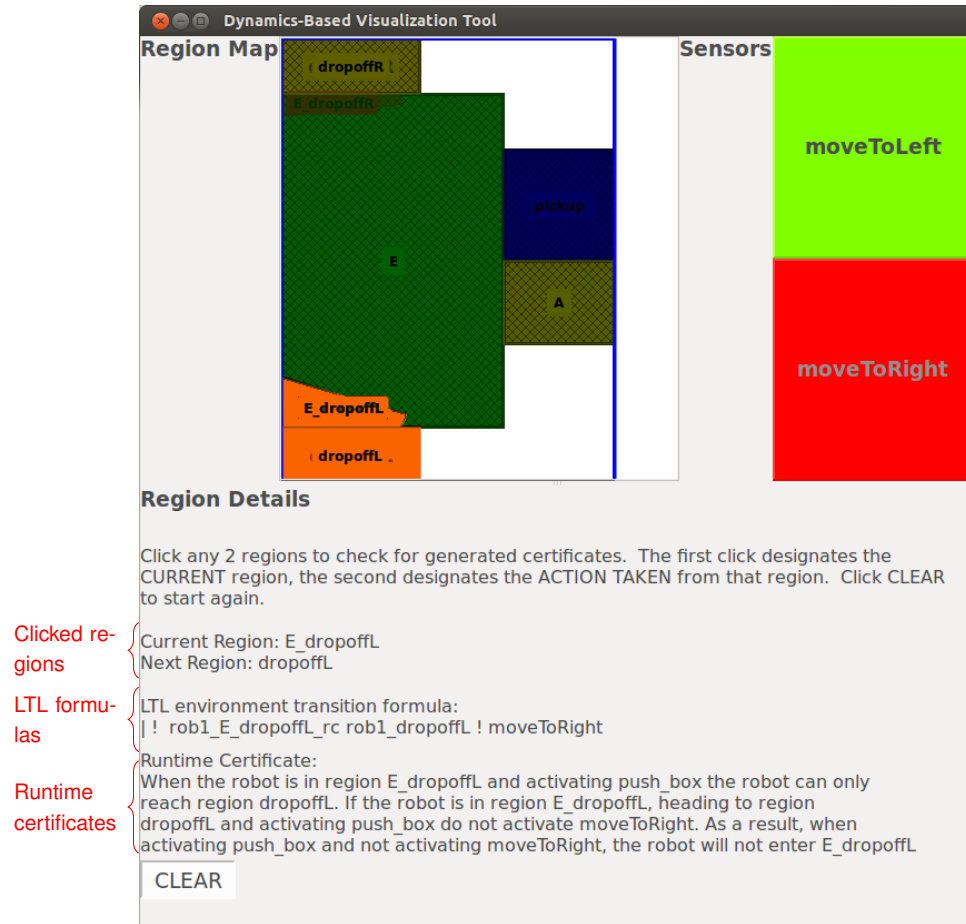 Dynamics-Based Visualization Tool
Region Map
Sensors
dropoffR
E_dropoffR
moveToLeft
pickup
E
A
moveToRight
E_dropoffL
dropoffL
Region Details
Click any 2 regions to check for generated certificates.  The first click designates the
CURRENT region, the second designates the ACTION TAKEN from that region.  Click CLEAR
to start again.
Clicked re-
gions
Current Region: E_dropoffL
Next Region: dropoffL
LTL formu-
las
LTL environment transition formula:
| !  rob1_E_dropoffL_rc rob1_dropoffL ! moveToRight
Runtime
certificates
Runtime Certificate:
When the robot is in region E_dropoffL and activating push_box the robot can only
reach region dropoffL. If the robot is in region E_dropoffL, heading to region
dropoffL and activating push_box do not activate moveToRight. As a result, when
activating push_box and not activating moveToRight, the robot will not enter E_dropoffL
CLEAR